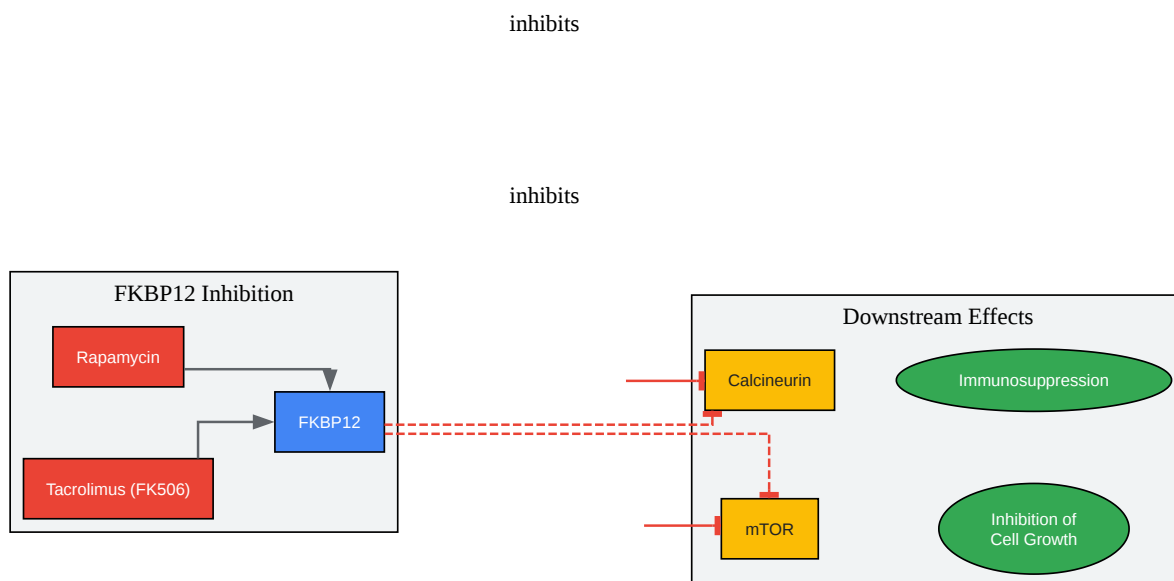 inhibits
inhibits
FKBP12 Inhibition
Rapamycin
FKBP12
Tacrolimus (FK506)
Downstream Effects
Calcineurin
Immunosuppression
mTOR
Inhibition of
Cell Growth